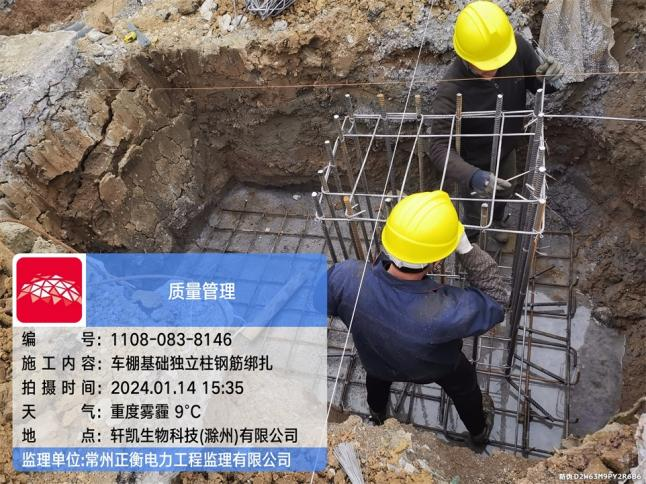 质量管理
编 号：1108-083-8146
施工内容：车棚基础独立柱钢筋绑扎
拍摄时间：2024.01.14 15:35
天 气：重度雾霾 9℃
地 点：轩凯生物科技(滁州)有限公司
监理单位:常州正衡电力工程监理有限公司
防伪 D2W63M9PY2R6B6